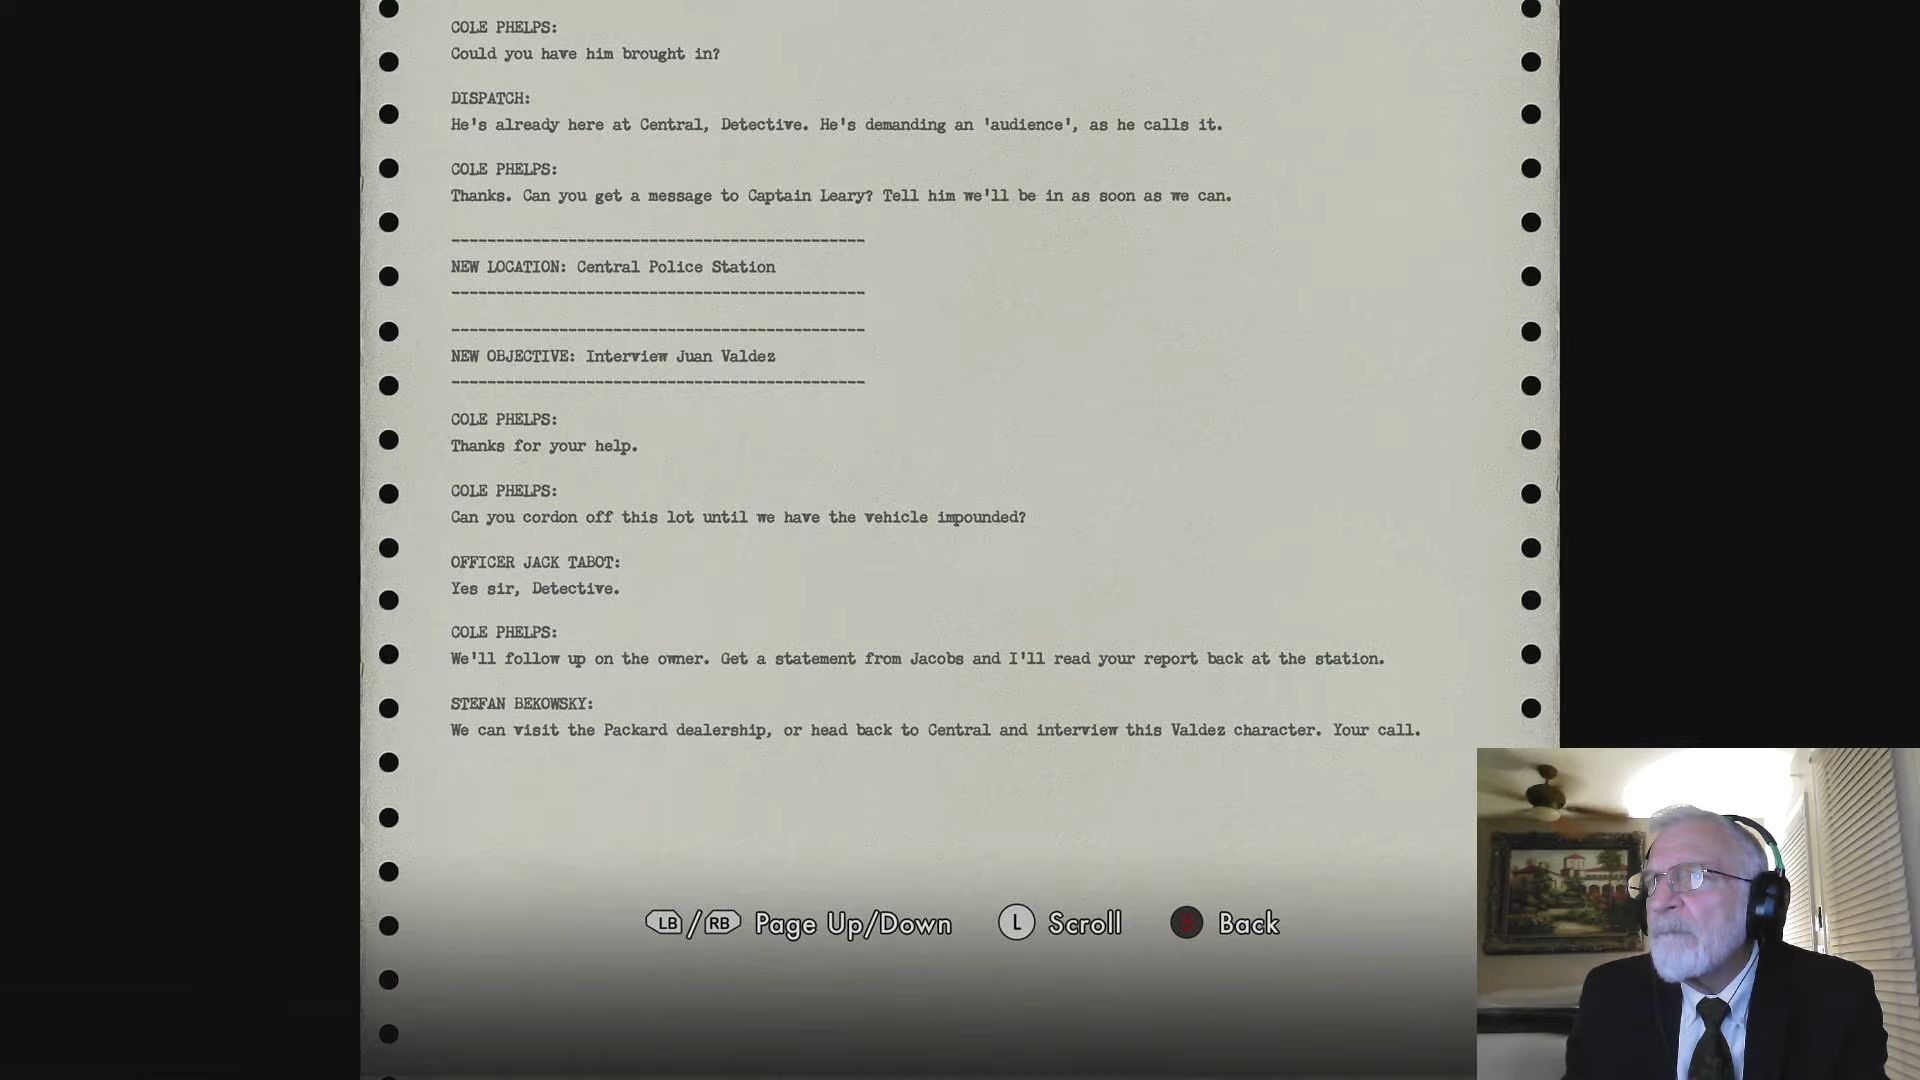 COLE PHELPS:
Could you have him brought in?
DISPATCH:
He's already here at Central, Detective. He's demanding an 'audience', as he calls it.
COLE PHELPS:
Thanks. Can you get a message to Captain Leary? Tell him we'll be in as soon as we can.
----------------------------------------------
NEW LOCATION: Central Police Station
----------------------------------------------
----------------------------------------------
NEW OBJECTIVE: Interview Juan Valdez
----------------------------------------------
COLE PHELPS:
Thanks for your help.
COLE PHELPS:
Can you cordon off this lot until we have the vehicle impounded?
OFFICER JACK TABOT:
Yes sir, Detective.
COLE PHELPS:
We'll follow up on the owner. Get a statement from Jacobs and I'll read your report back at the station.
STEFAN BEKOWSKY:
We can visit the Packard dealership, or head back to Central and interview this Valdez character. Your call.
LB / RB Page Up/Down L Scroll B Back